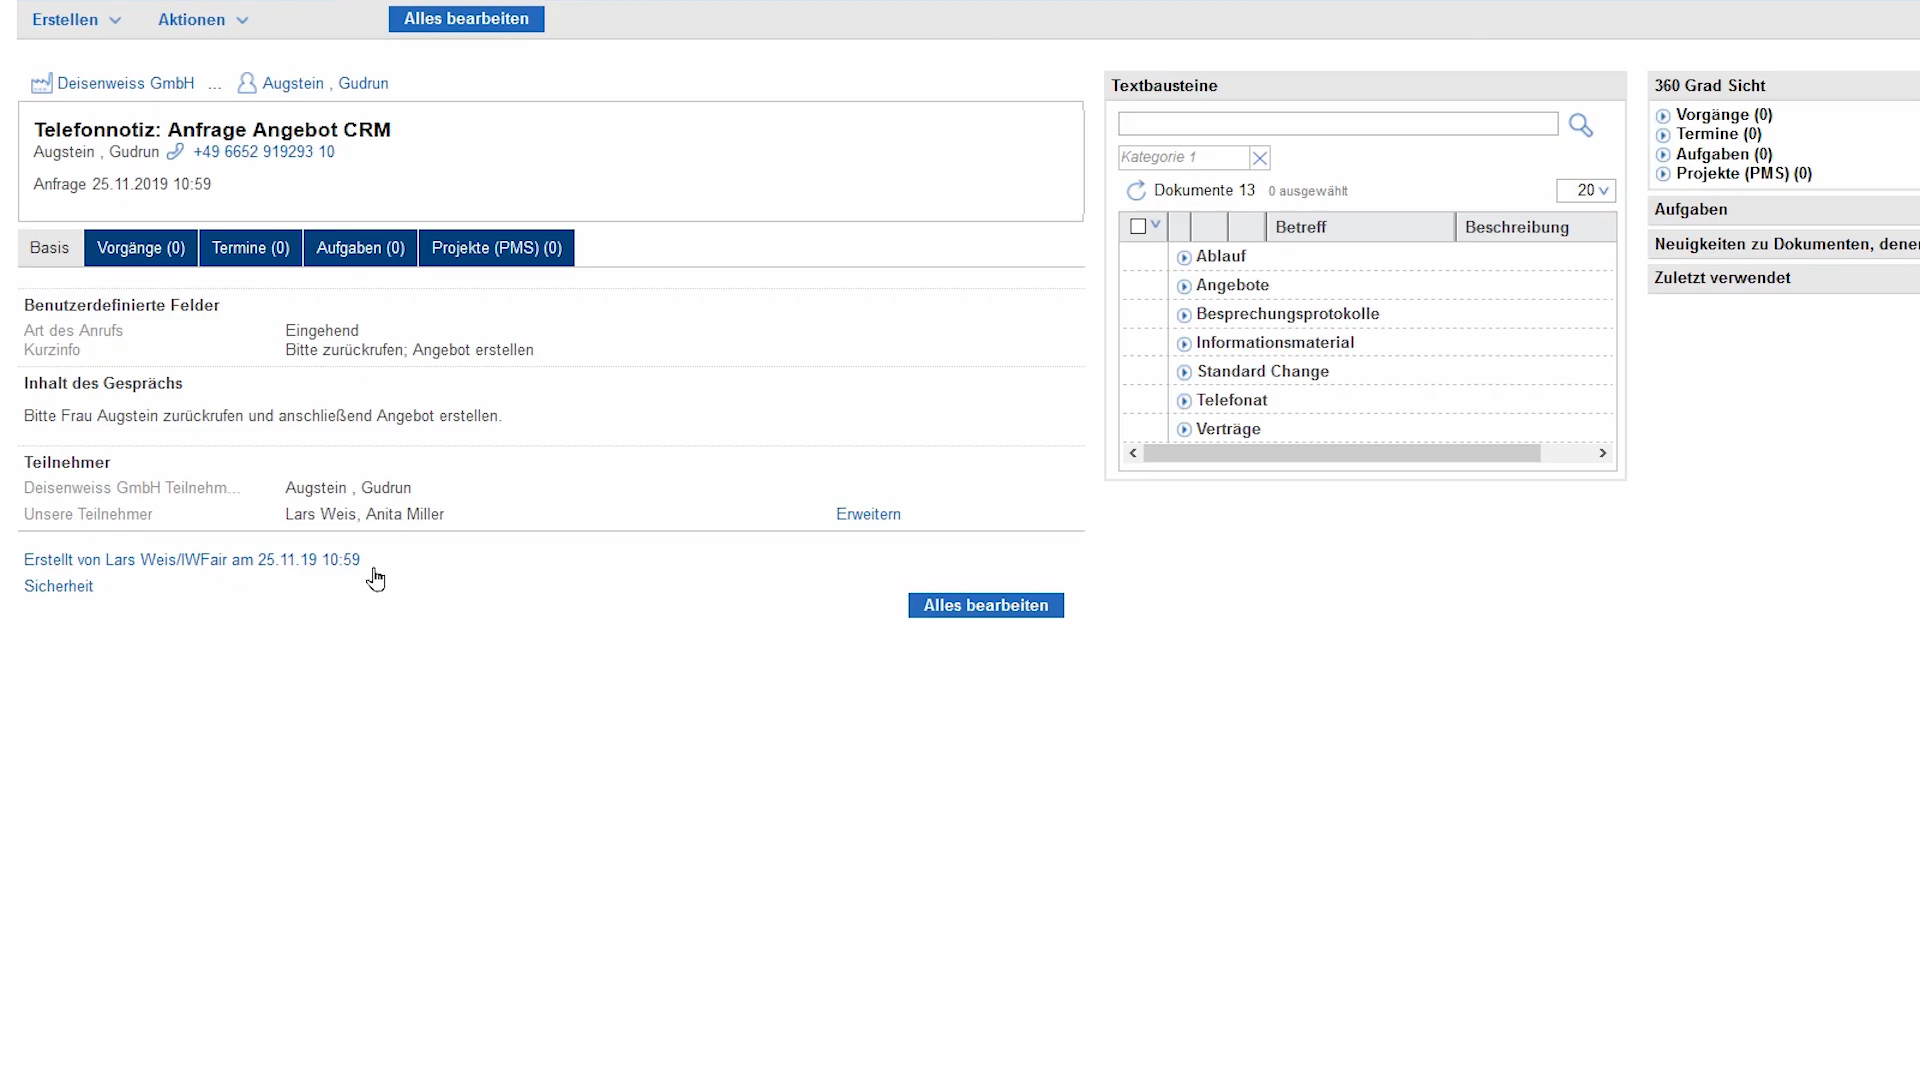 Erstellen
Aktionen
Alles bearbeiten
Deisenweiss GmbH ... Augstein , Gudrun
Telefonnotiz: Anfrage Angebot CRM
Augstein , Gudrun +49 6652 919293 10
Anfrage 25.11.2019 10:59
Basis
Vorgänge (0)
Termine (0)
Aufgaben (0)
Projekte (PMS) (0)
Benutzerdefinierte Felder
Art des Anrufs Eingehend
Kurzinfo Bitte zurückrufen; Angebot erstellen
Inhalt des Gesprächs
Bitte Frau Augstein zurückrufen und anschließend Angebot erstellen.
Teilnehmer
Deisenweiss GmbH Teilnehm... Augstein , Gudrun
Unsere Teilnehmer Lars Weis, Anita Miller Erweitern
Erstellt von Lars Weis/IWFair am 25.11.19 10:59
Sicherheit
Alles bearbeiten
Textbausteine
Kategorie 1
Dokumente 13 0 ausgewählt 20
Betreff Beschreibung
Ablauf
Angebote
Besprechungsprotokolle
Informationsmaterial
Standard Change
Telefonat
Verträge
360 Grad Sicht
Vorgänge (0)
Termine (0)
Aufgaben (0)
Projekte (PMS) (0)
Aufgaben
Neuigkeiten zu Dokumenten, dene
Zuletzt verwendet